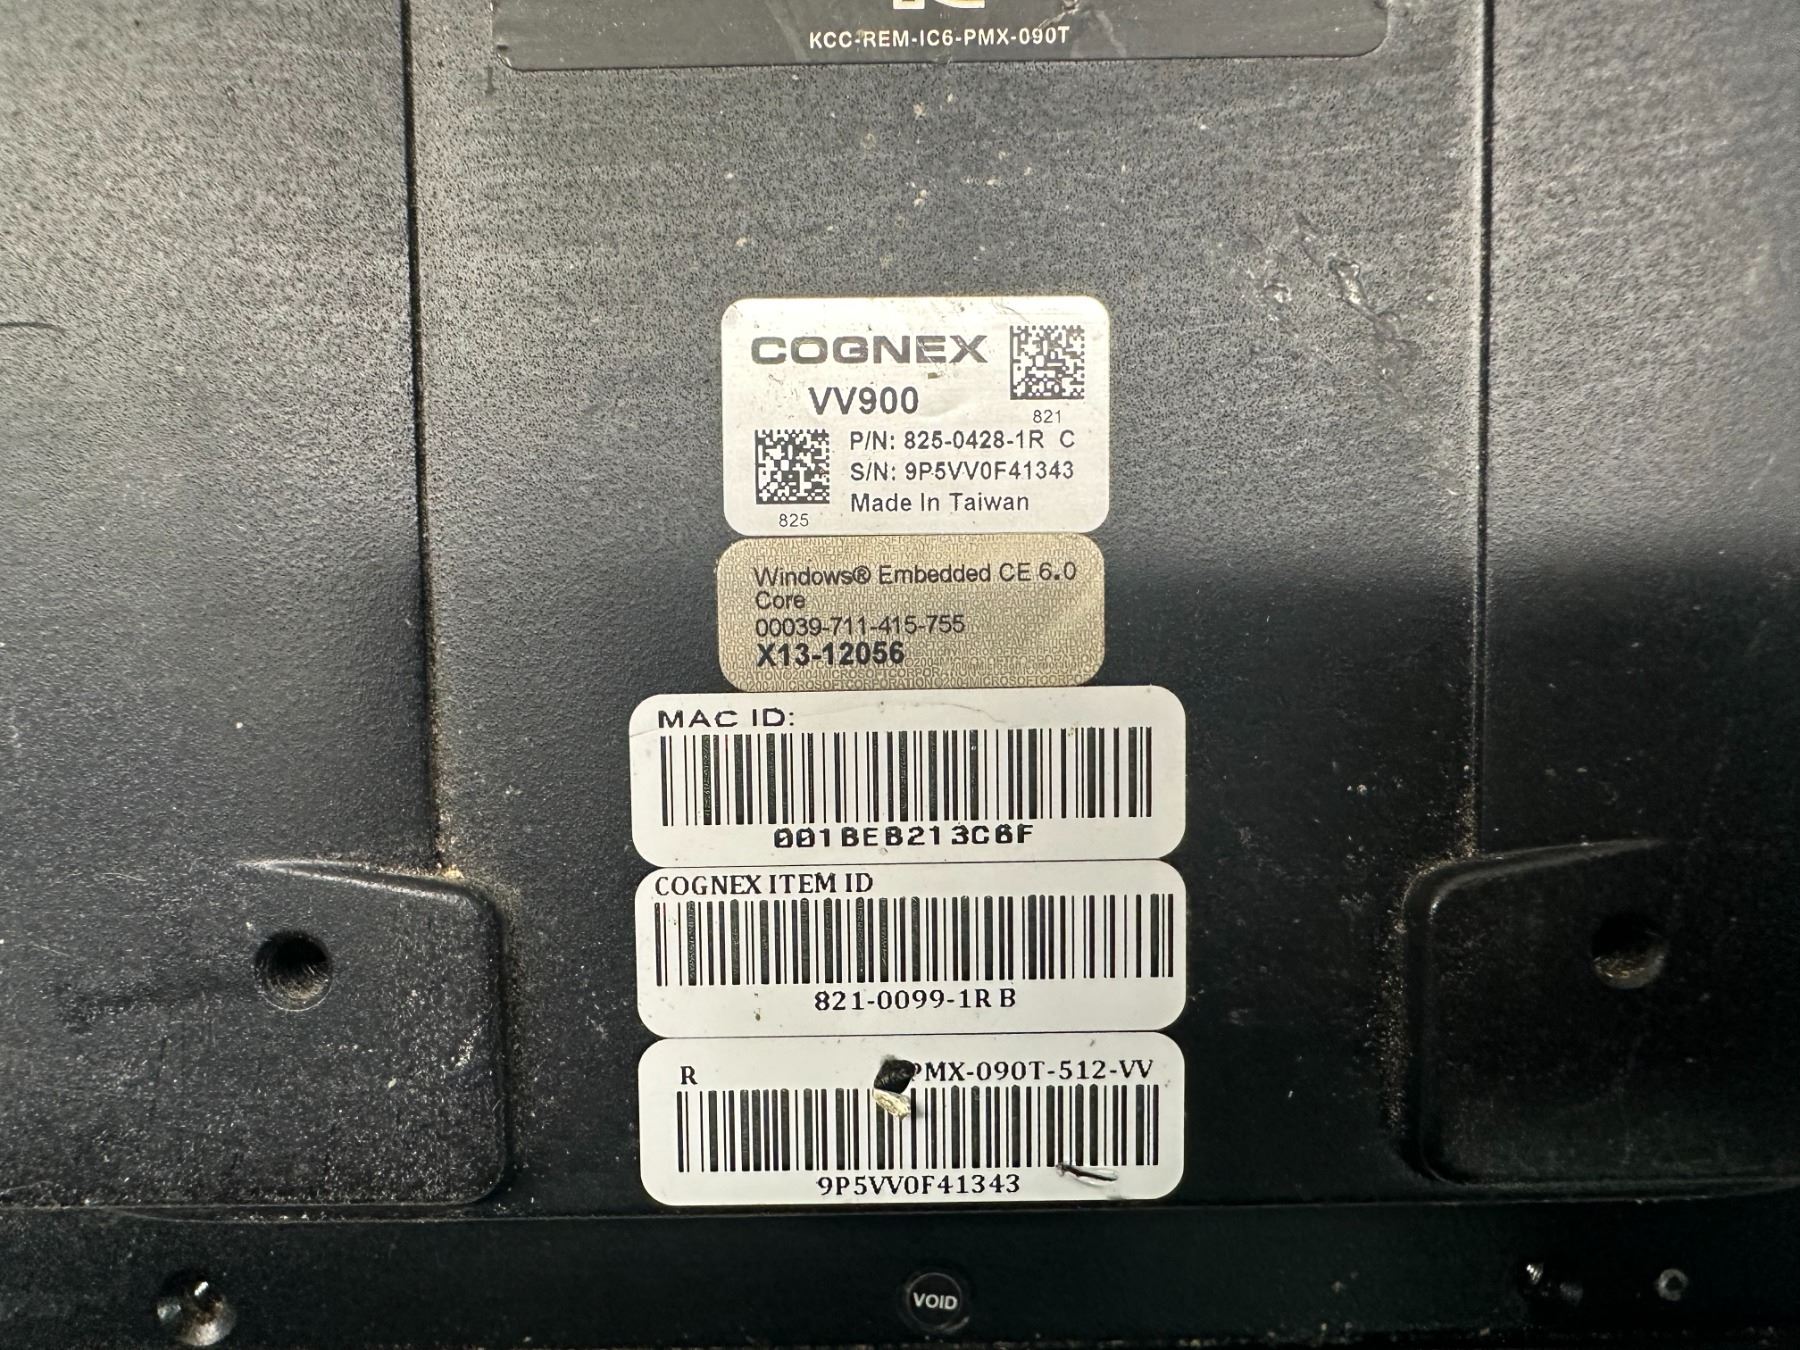 KCC-REM-IC6-PMX-090T
COGNEX
VV900
821
P/N: 825-0428-1R C
S/N: 9P5VV0F41343
Made In Taiwan
825
Windows® Embedded CE 6.0
Core
00039-711-415-755
X13-12056
MAC ID:
001BEB213C6F
COGNEX ITEM ID
821-0099-1R B
R PMX-090T-512-VV
9P5VV0F41343
VOID